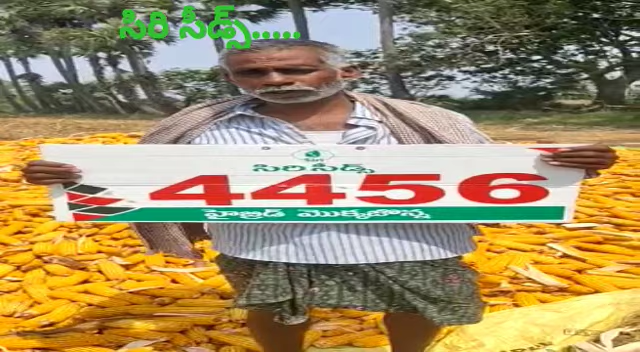 సిరి సీడ్స్.....
సిరి సీడ్స్
4456
హైబ్రిడ్ మొక్కజొన్న